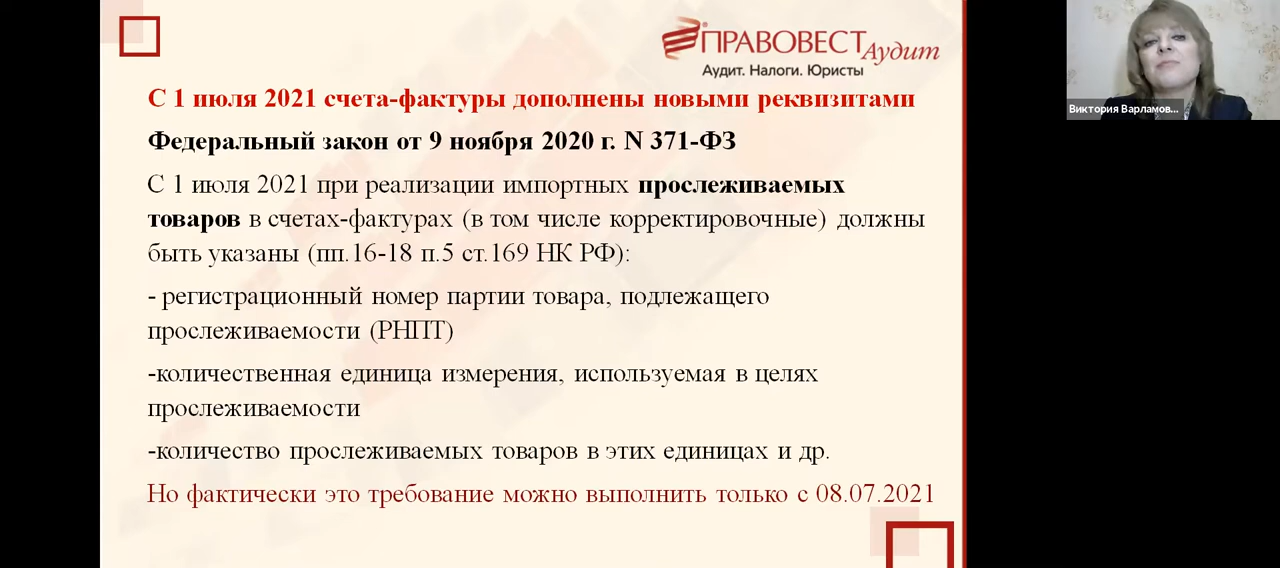 ПРАВОВЕСТ Аудит
Аудит. Налоги. Юристы
Виктория Варламов...
С 1 июля 2021 счета-фактуры дополнены новыми реквизитами
Федеральный закон от 9 ноября 2020 г. N 371-ФЗ
С 1 июля 2021 при реализации импортных прослеживаемых
товаров в счетах-фактурах (в том числе корректировочные) должны
быть указаны (пп.16-18 п.5 ст.169 НК РФ):
- регистрационный номер партии товара, подлежащего
прослеживаемости (РНПТ)
-количественная единица измерения, используемая в целях
прослеживаемости
-количество прослеживаемых товаров в этих единицах и др.
Но фактически это требование можно выполнить только с 08.07.2021